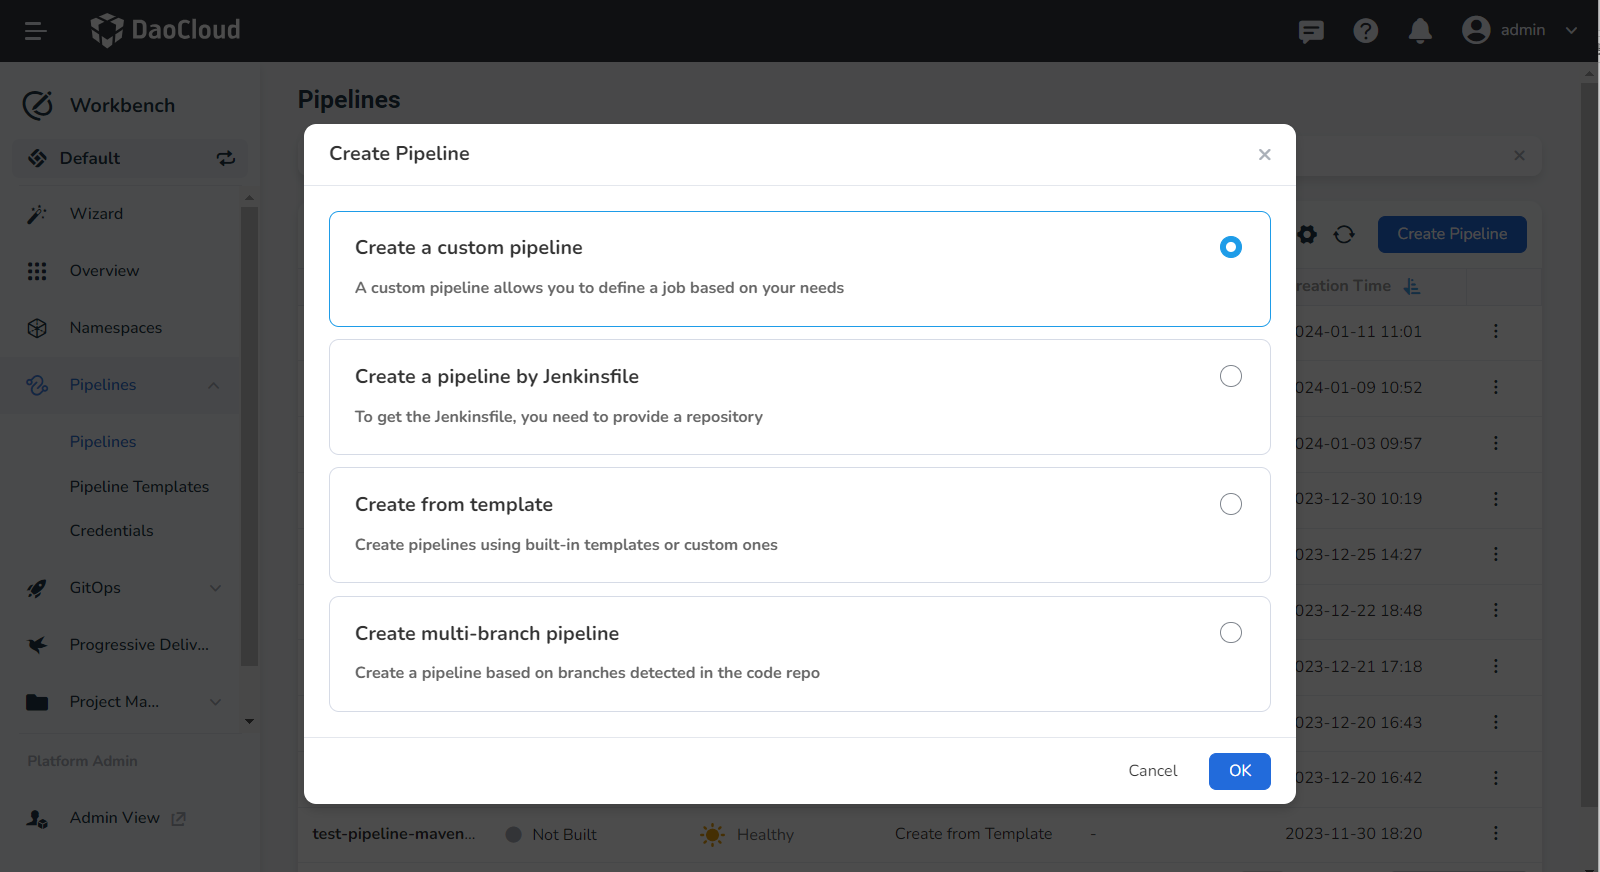 DaoCloud
admin
Workbench
Default
Wizard
Overview
Namespaces
Pipelines
Pipelines
Pipeline Templates
Credentials
GitOps
Progressive Deliv...
Project Ma...
Platform Admin
Admin View
Pipelines
Create Pipeline
Create a custom pipeline
A custom pipeline allows you to define a job based on your needs
Create a pipeline by Jenkinsfile
To get the Jenkinsfile, you need to provide a repository
Create from template
Create pipelines using built-in templates or custom ones
Create multi-branch pipeline
Create a pipeline based on branches detected in the code repo
Cancel
OK
Create Pipeline
reation Time
024-01-11 11:01
024-01-09 10:52
024-01-03 09:57
023-12-30 10:19
023-12-25 14:27
023-12-22 18:48
023-12-21 17:18
023-12-20 16:43
023-12-20 16:42
test-pipeline-maven... Not Built Healthy Create from Template - 2023-11-30 18:20